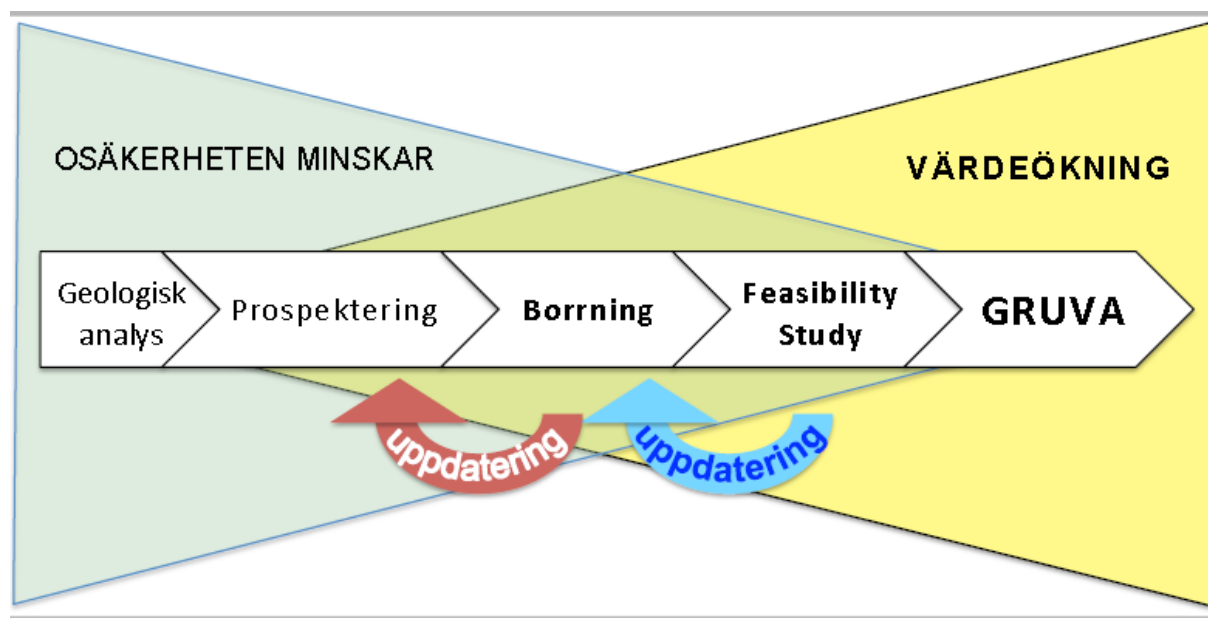 OSÄKERHETEN MINSKAR
VÄRDEÖKNING
Geologisk
analys
Prospektering
Borrning
Feasibility
Study
GRUVA
uppdatering
uppdatering